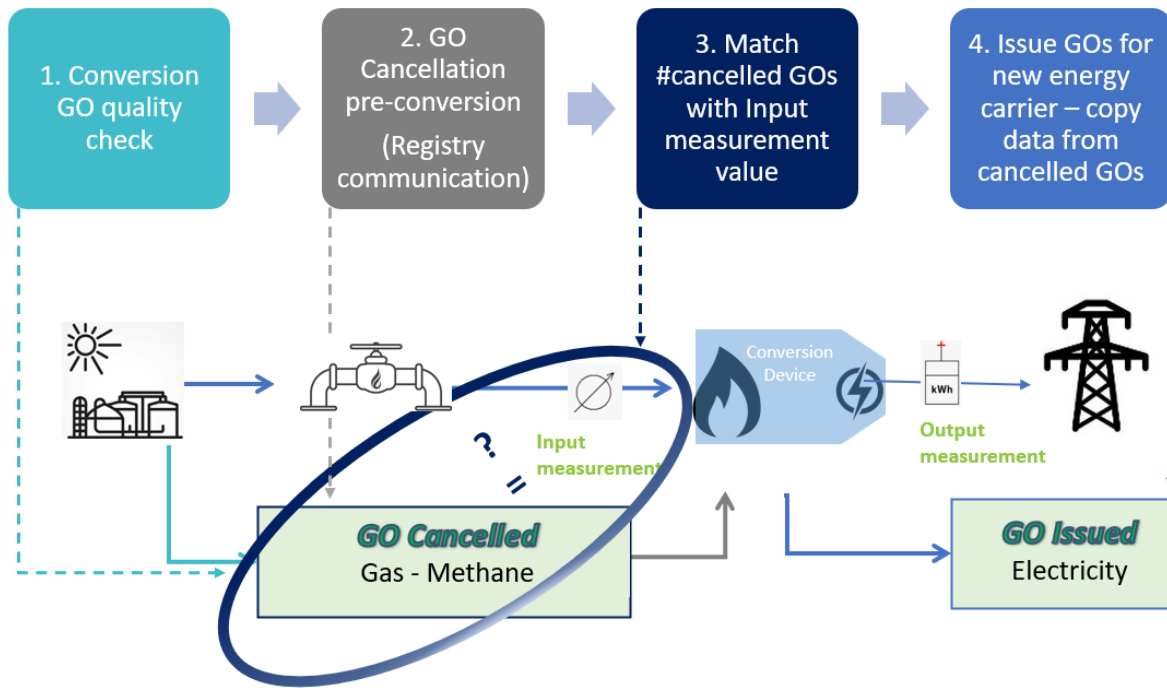 1. Conversion
GO quality
check
2. GO
Cancellation
pre-conversion
(Registry
communication)
3. Match
#cancelled GOs
with Input
measurement
value
4. Issue GOs for
new energy
carrier – copy
data from
cancelled GOs
Conversion
Device
kWh
Input
measurement
Output
measurement
?
=
GO Cancelled
Gas - Methane
GO Issued
Electricity